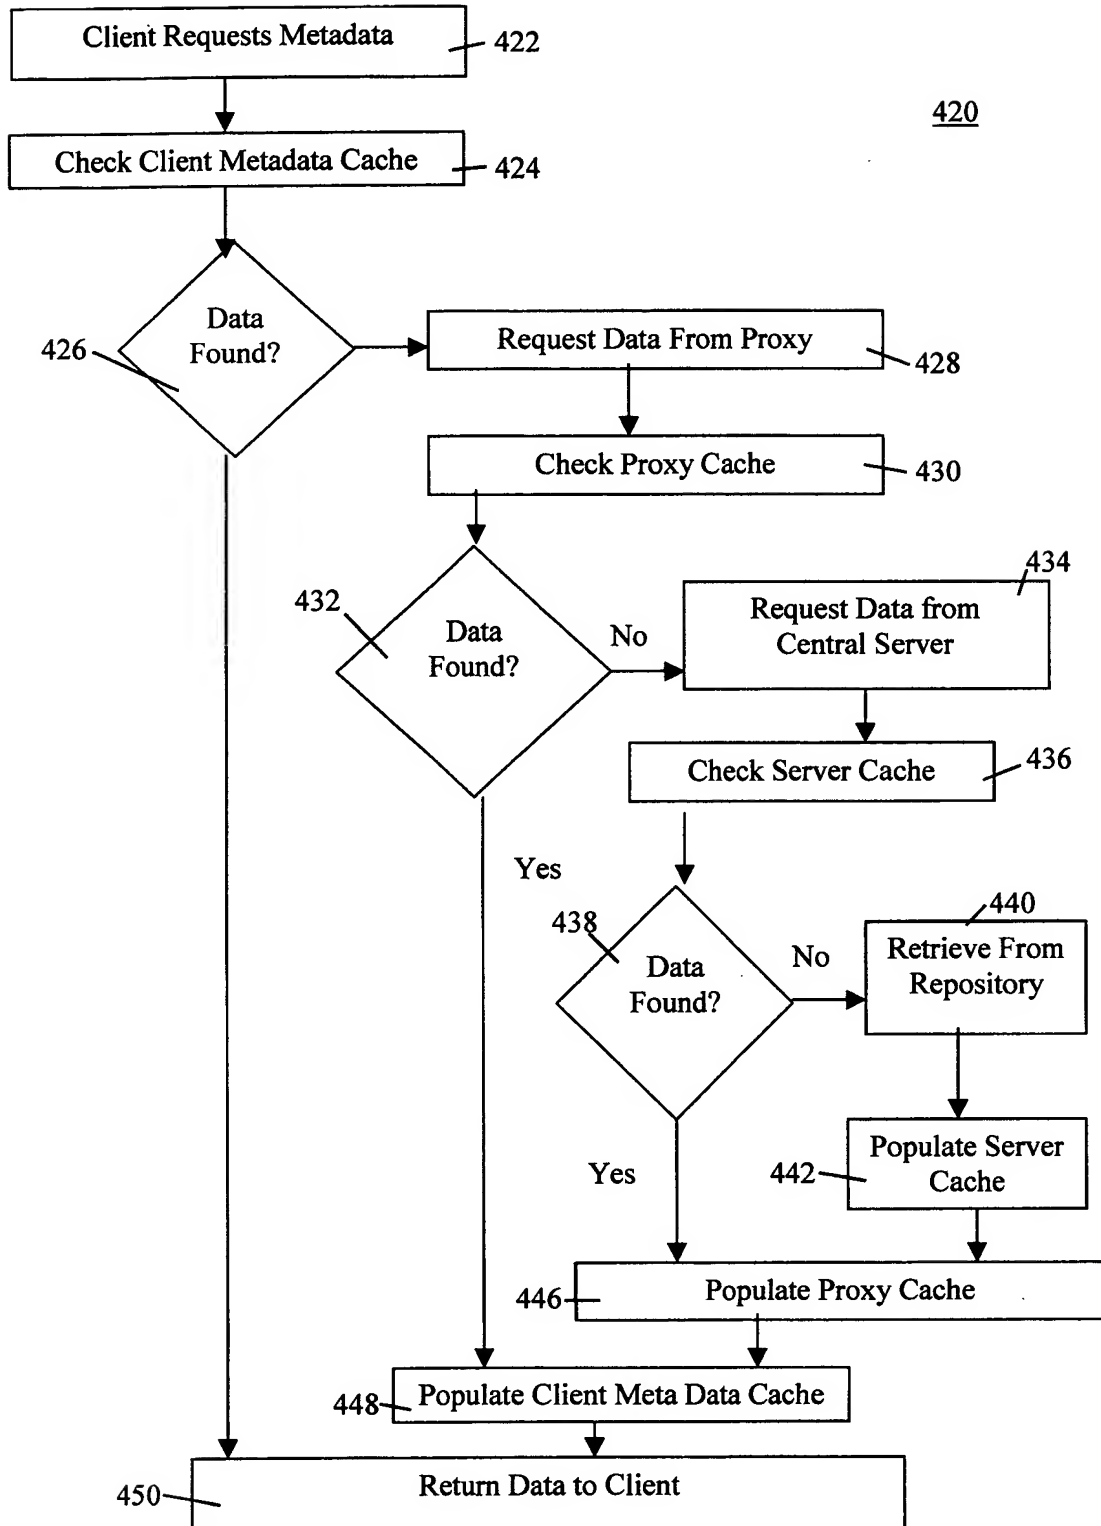 Client Requests Metadata
422
420
Check Client Metadata Cache
424
Data
Found?
426
Request Data From Proxy
428
Check Proxy Cache
430
432
Data
Found?
No
434
Request Data from
Central Server
Check Server Cache
436
Yes
438
Data
Found?
No
440
Retrieve From
Repository
Yes
442
Populate Server
Cache
446
Populate Proxy Cache
448
Populate Client Meta Data Cache
450
Return Data to Client